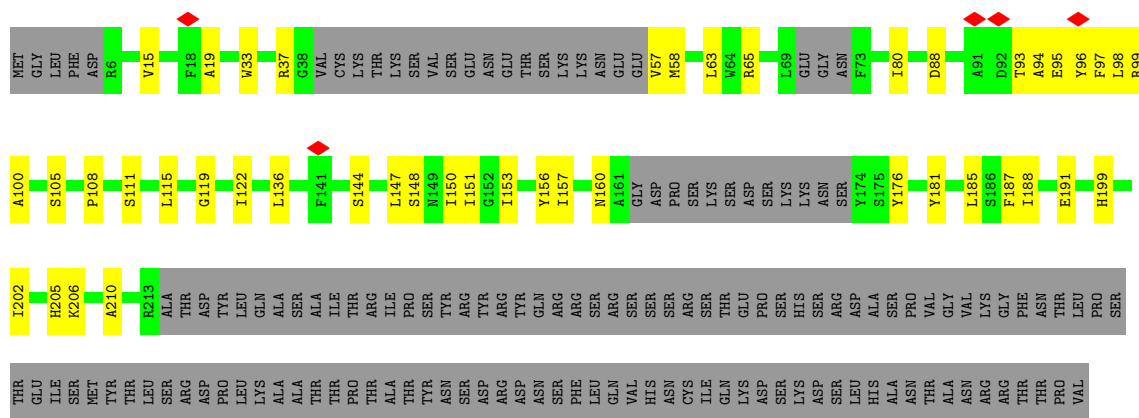 MET GLY LEU PHE ASP R6 V15 F18 A19 W33 R37 G38 VAL CYS LYS THR LYS SER VAL SER GLU ASN GLU THR SER LYS LYS ASN GLU GLU V57 M58 L63 W64 R65 L69 GLU GLY ASN F73 I80 D88 A91 D92 T93 A94 E95 Y96 F97 L98 R99
A100 S105 P108 S111 L115 G119 I122 L136 F141 S144 L147 S148 N149 I150 I151 G152 I153 Y156 I157 N160 A161 GLY ASP PRO SER LYS SER ASP SER LYS LYS ASN SER Y174 S175 Y176 Y181 L185 S186 F187 I188 E191 H199
I202 H205 K206 A210 R213 ALA THR ASP TYR LEU GLN ALA SER ALA ILE THR ARG ILE PRO SER TYR ARG TYR ARG TYR GLN ARG ARG SER SER SER SER ARG SER THR GLU PRO SER HIS SER ARG ASP ALA SER PRO VAL GLY VAL LYS GLY PHE ASN THR LEU PRO SER
THR GLU ILE SER MET TYR THR LEU SER ARG ASP PRO LEU LYS ALA ALA THR THR PRO THR ALA THR TYR ASN SER ASP ARG ASP ASN SER PHE LEU GLN VAL HIS ASN CYS ILE GLN LYS ASP SER LYS ASP SER LEU HIS ALA ASN THR ALA ASN ARG ARG THR THR PRO VAL